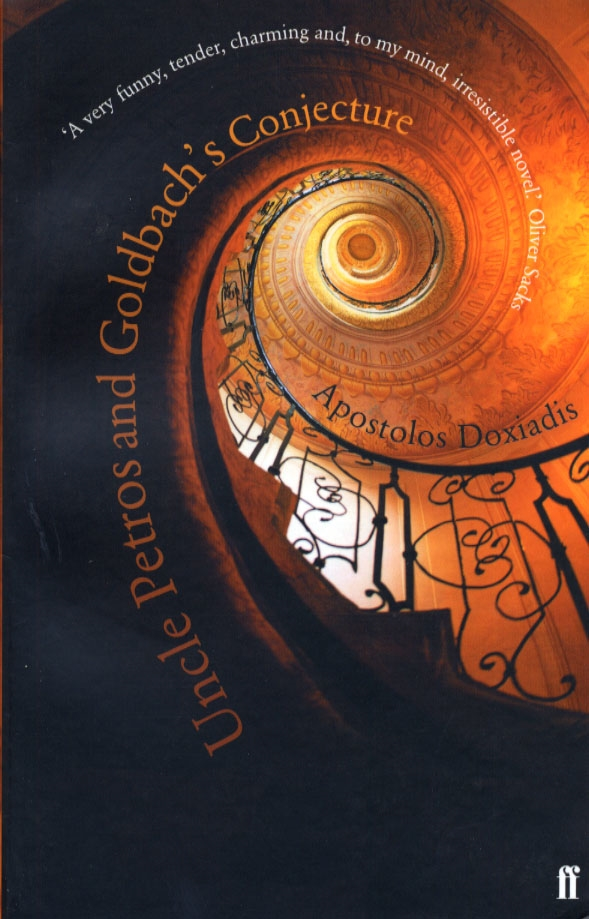 ‘A very funny, tender, charming and, to my mind, irresistible novel.’ Oliver Sacks
Uncle Petros and Goldbach's Conjecture
Apostolos Doxiadis
ff